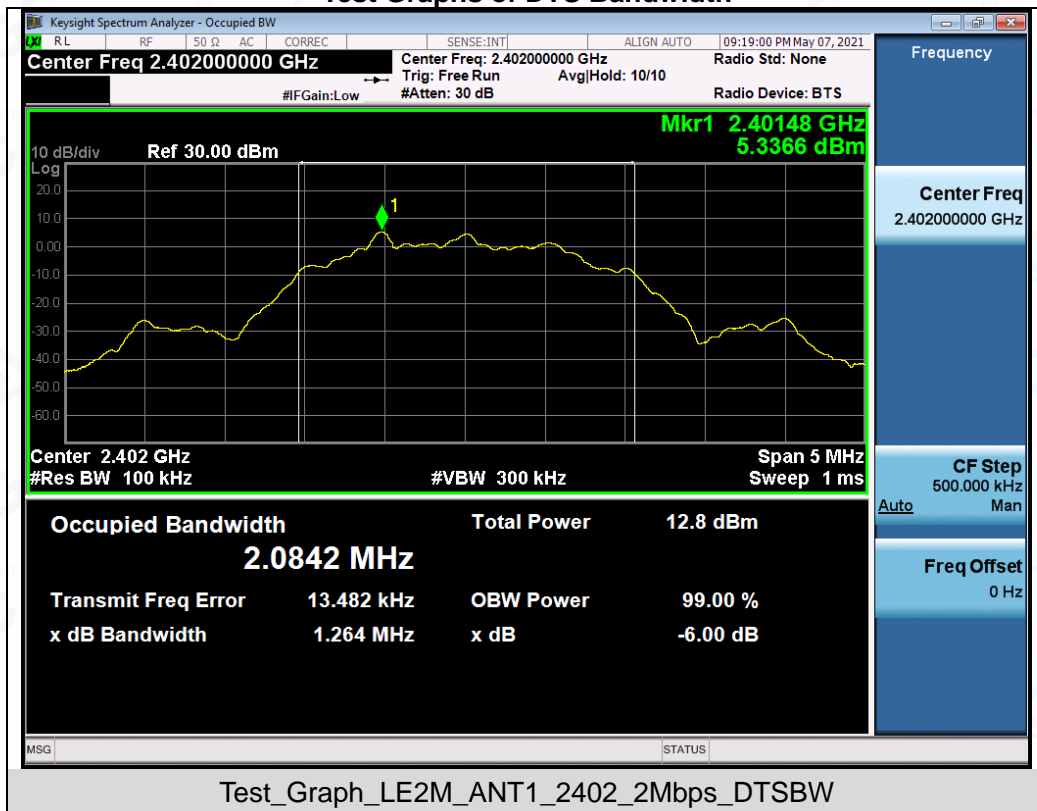 Test Graphs of DTS Bandwidth
Keysight Spectrum Analyzer - Occupied BW
LXI RL RF 50 Ω AC CORREC SENSE:INT ALIGN AUTO 09:19:00 PM May 07, 2021
Center Freq 2.402000000 GHz
Center Freq: 2.402000000 GHz
Radio Std: None
Trig: Free Run Avg|Hold: 10/10
#IFGain:Low #Atten: 30 dB Radio Device: BTS
Frequency
Mkr1 2.40148 GHz
5.3366 dBm
10 dB/div Ref 30.00 dBm
Log
20.0
10.0
0.00
-10.0
-20.0
-30.0
-40.0
-50.0
-60.0
1
Center 2.402 GHz Span 5 MHz
#Res BW 100 kHz #VBW 300 kHz Sweep 1 ms
Center Freq
2.402000000 GHz
CF Step
500.000 kHz
Auto Man
Freq Offset
0 Hz
Occupied Bandwidth Total Power 12.8 dBm
2.0842 MHz
Transmit Freq Error 13.482 kHz OBW Power 99.00 %
x dB Bandwidth 1.264 MHz x dB -6.00 dB
MSG STATUS
Test_Graph_LE2M_ANT1_2402_2Mbps_DTSBW